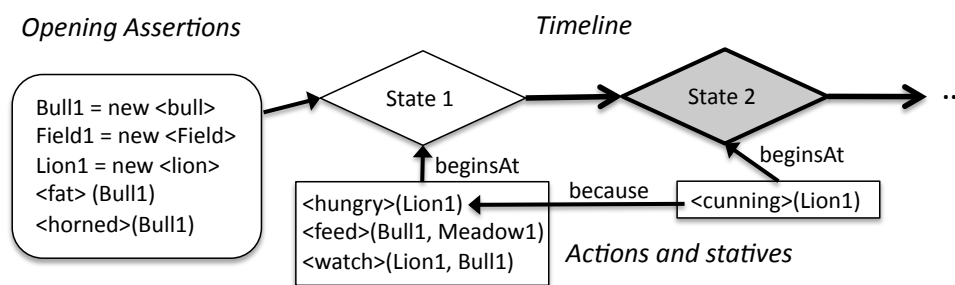 Opening Assertions
Timeline
Bull1 = new <bull>
Field1 = new <Field>
Lion1 = new <lion>
<fat> (Bull1)
<horned>(Bull1)
State 1
State 2
..
beginsAt
beginsAt
<hungry>(Lion1)
<feed>(Bull1, Meadow1)
<watch>(Lion1, Bull1)
because
<cunning>(Lion1)
Actions and statives